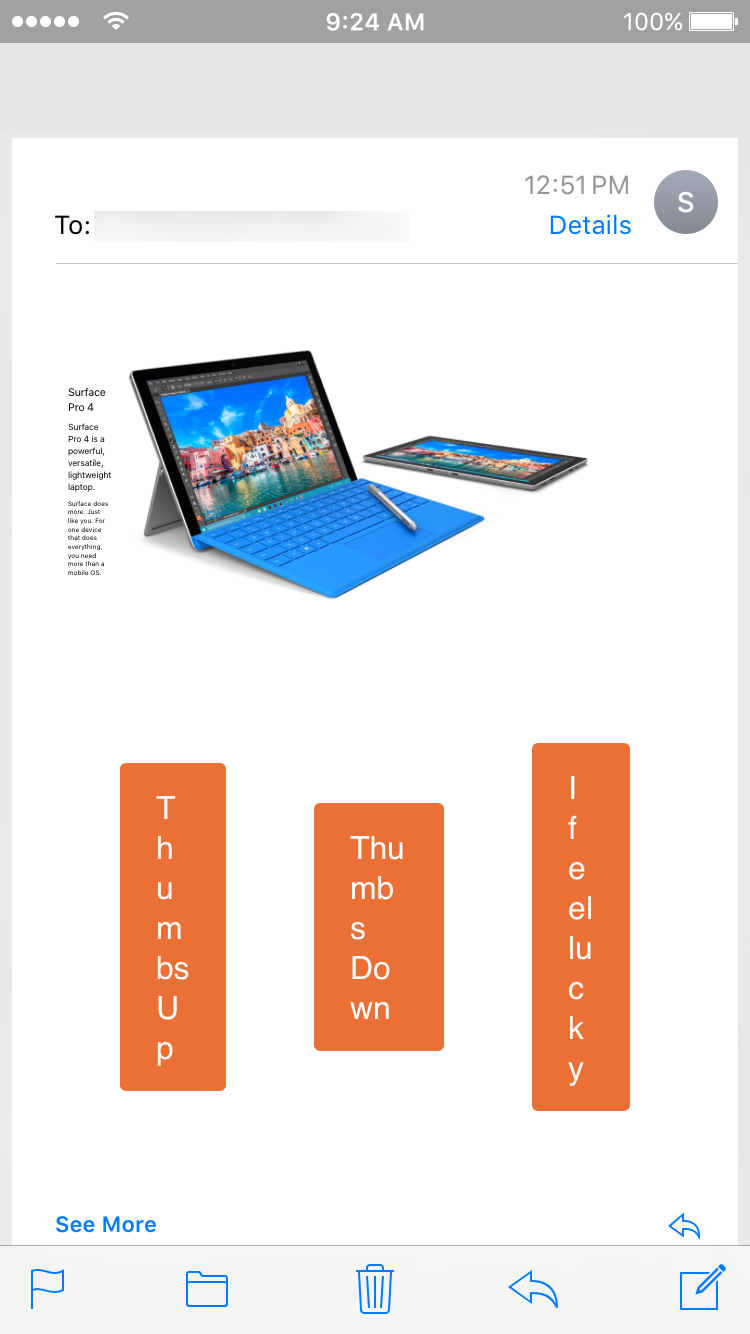 9:24 AM
100%
12:51 PM
S
To:
Details
Surface
Pro 4
Surface
Pro 4 is a
powerful,
versatile,
lightweight
laptop.
Surface does
more. Just
like you. For
one device
that does
everything,
you need
more than a
mobile OS.
T
h
u
m
bs
U
p
Thu
mb
s
Do
wn
I
f
e
el
lu
c
k
y
See More